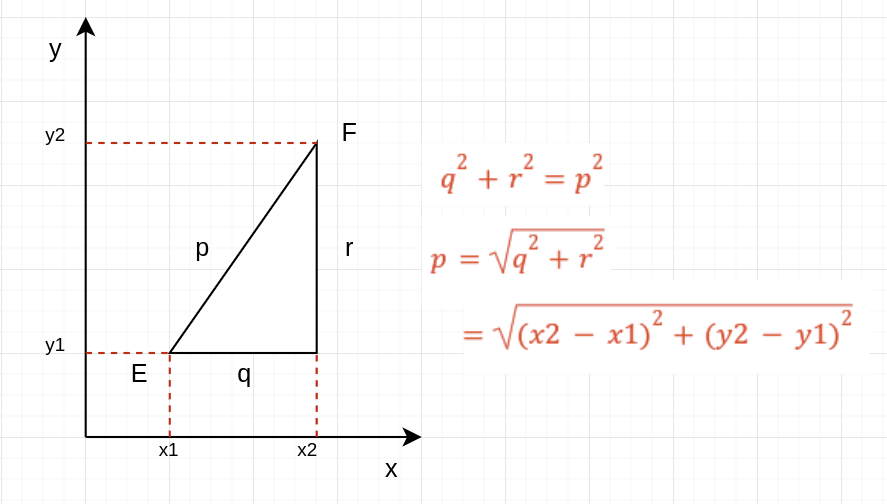 y
y2
F
p
r
y1
E
q
x1
x2
x
q² + r² = p²
p = √(q² + r²)
= √((x2 − x1)² + (y2 − y1)²)